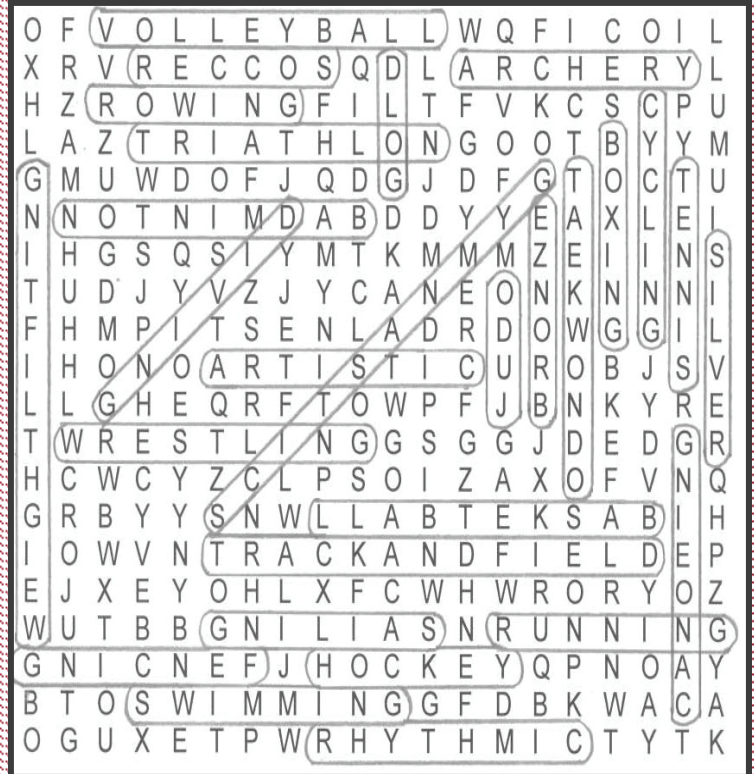 O F V O L L E Y B A L L W Q F I C O I L
X R V R E C C O S Q D L A R C H E R Y L
H Z R O W I N G F I L T F V K C S C P U
L A Z T R I A T H L O N G O O T B Y Y M
G M U W D O F J Q D G J D F G T O C T U
N N O T N I M D A B D D Y Y E A X L E I
I H G S Q S I Y M T K M M M Z E I I N S
T U D J Y V Z J Y C A N E O N K N N N I
F H M P I T S E N L A D R D O W G G I L
I H O N O A R T I S T I C U R O B J S V
L L G H E Q R F T O W P F J B N K Y R E
T W R E S T L I N G G S G G J D E D G R
H C W C Y Z C L P S O I Z A X O F V N Q
G R B Y Y S N W L L A B T E K S A B I H
I O W V N T R A C K A N D F I E L D E P
E J X E Y O H L X F C W H W R O R Y O Z
W U T B B G N I L I A S N R U N N I N G
G N I C N E F J H O C K E Y Q P N O A Y
B T O S W I M M I N G G F D B K W A C A
O G U X E T P W R H Y T H M I C T Y T K